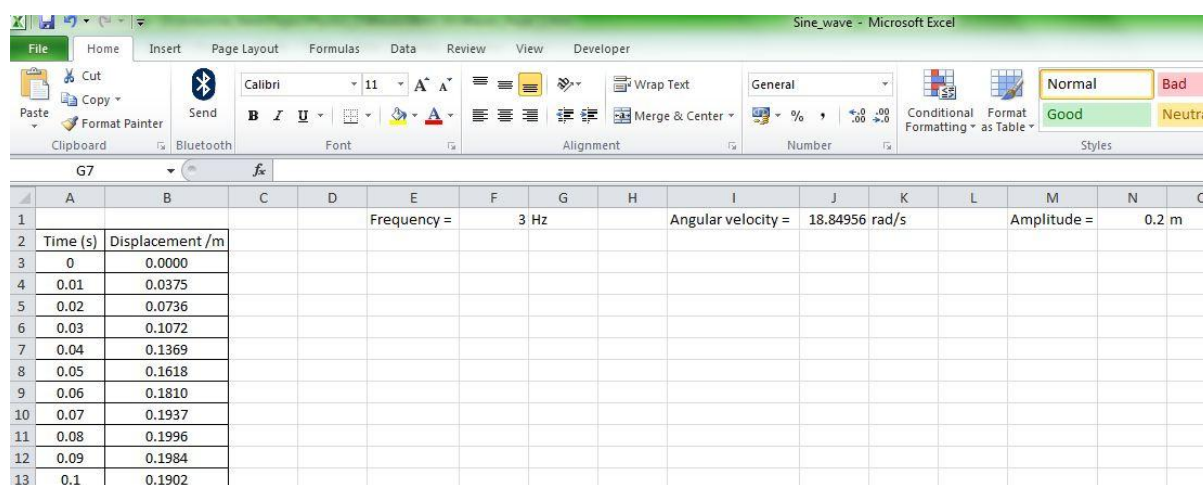 Sine_wave - Microsoft Excel
File Home Insert Page Layout Formulas Data Review View Developer
Cut Calibri 11 A A Wrap Text General Normal Bad
Copy
Paste Format Painter Send B I U A Merge & Center % , .0 .00 .00 .0 Conditional Formatting Format as Table Good Neutra
Clipboard Bluetooth Font Alignment Number Styles
G7 fx
A B C D E F G H I J K L M N
1 Frequency = 3 Hz Angular velocity = 18.84956 rad/s Amplitude = 0.2 m
2 Time (s) Displacement /m
3 0 0.0000
4 0.01 0.0375
5 0.02 0.0736
6 0.03 0.1072
7 0.04 0.1369
8 0.05 0.1618
9 0.06 0.1810
10 0.07 0.1937
11 0.08 0.1996
12 0.09 0.1984
13 0.1 0.1902